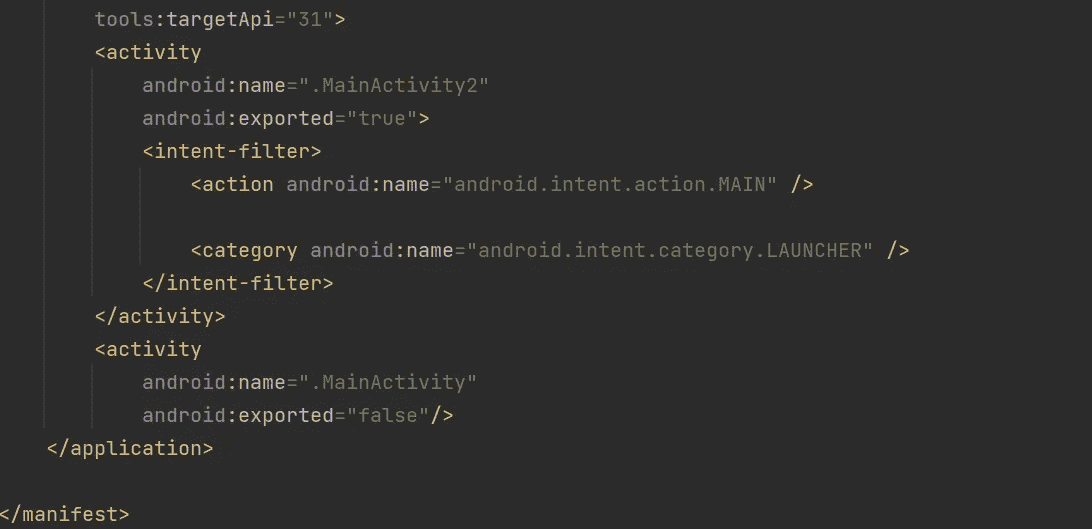 tools:targetApi="31">
<activity
android:name=".MainActivity2"
android:exported="true">
<intent-filter>
<action android:name="android.intent.action.MAIN" />
<category android:name="android.intent.category.LAUNCHER" />
</intent-filter>
</activity>
<activity
android:name=".MainActivity"
android:exported="false"/>
</application>
</manifest>